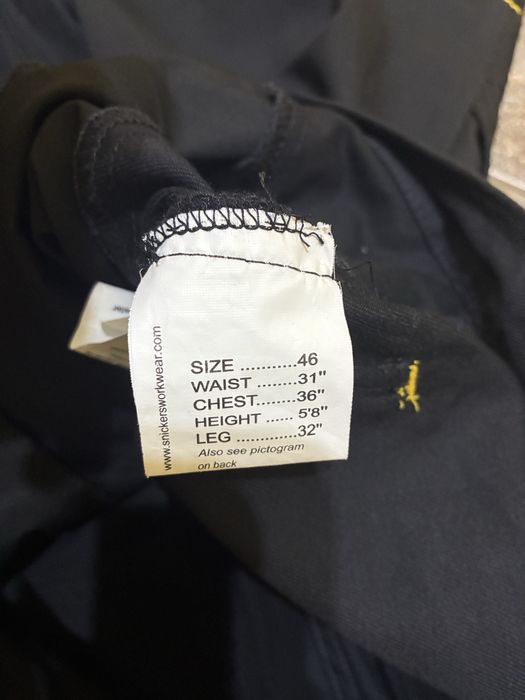 www.snickersworkwear.com
SIZE ...........46
WAIST ........31"
CHEST........36"
HEIGHT ...... 5'8"
LEG ............32"
Also see pictogram
on back